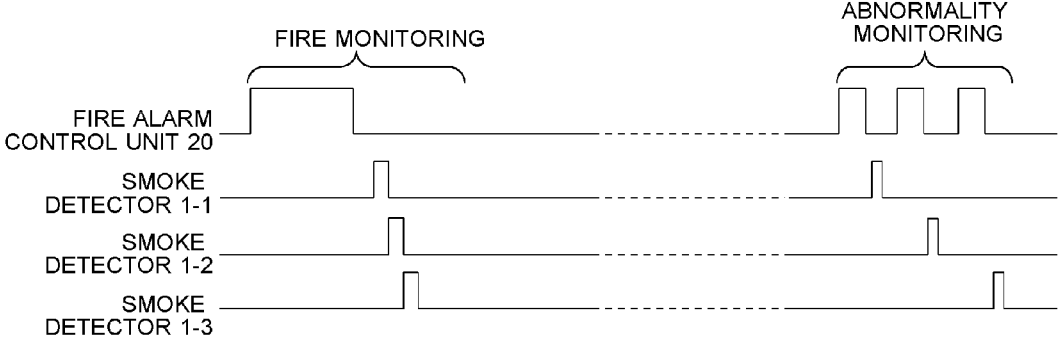 FIRE MONITORING
ABNORMALITY
MONITORING
FIRE ALARM
CONTROL UNIT 20
SMOKE
DETECTOR 1-1
SMOKE
DETECTOR 1-2
SMOKE
DETECTOR 1-3